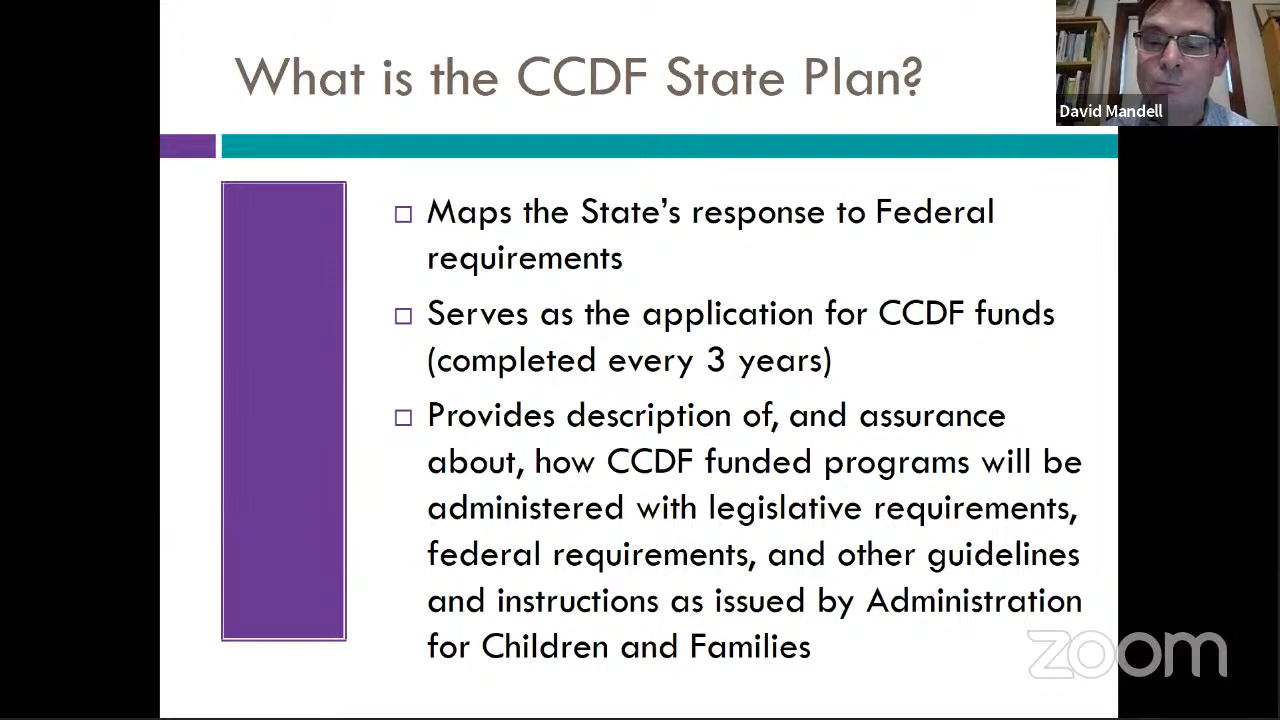 What is the CCDF State Plan?
David Mandell
Maps the State’s response to Federal
requirements
Serves as the application for CCDF funds
(completed every 3 years)
Provides description of, and assurance
about, how CCDF funded programs will be
administered with legislative requirements,
federal requirements, and other guidelines
and instructions as issued by Administration
for Children and Families
zoom